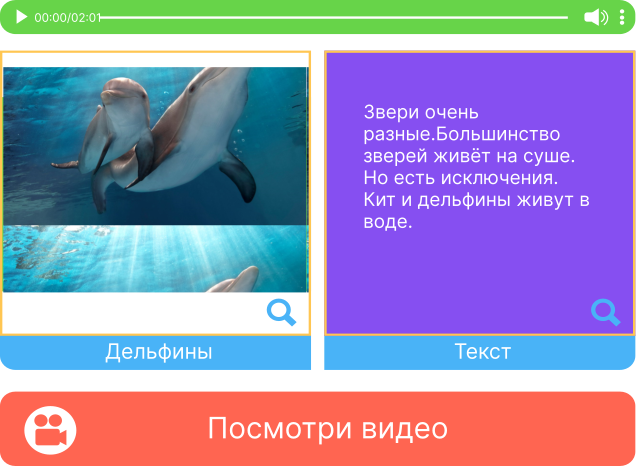 00:00/02:01
Звери очень
разные.Большинство
зверей живёт на суше.
Но есть исключения.
Кит и дельфины живут в
воде.
Дельфины
Текст
Посмотри видео